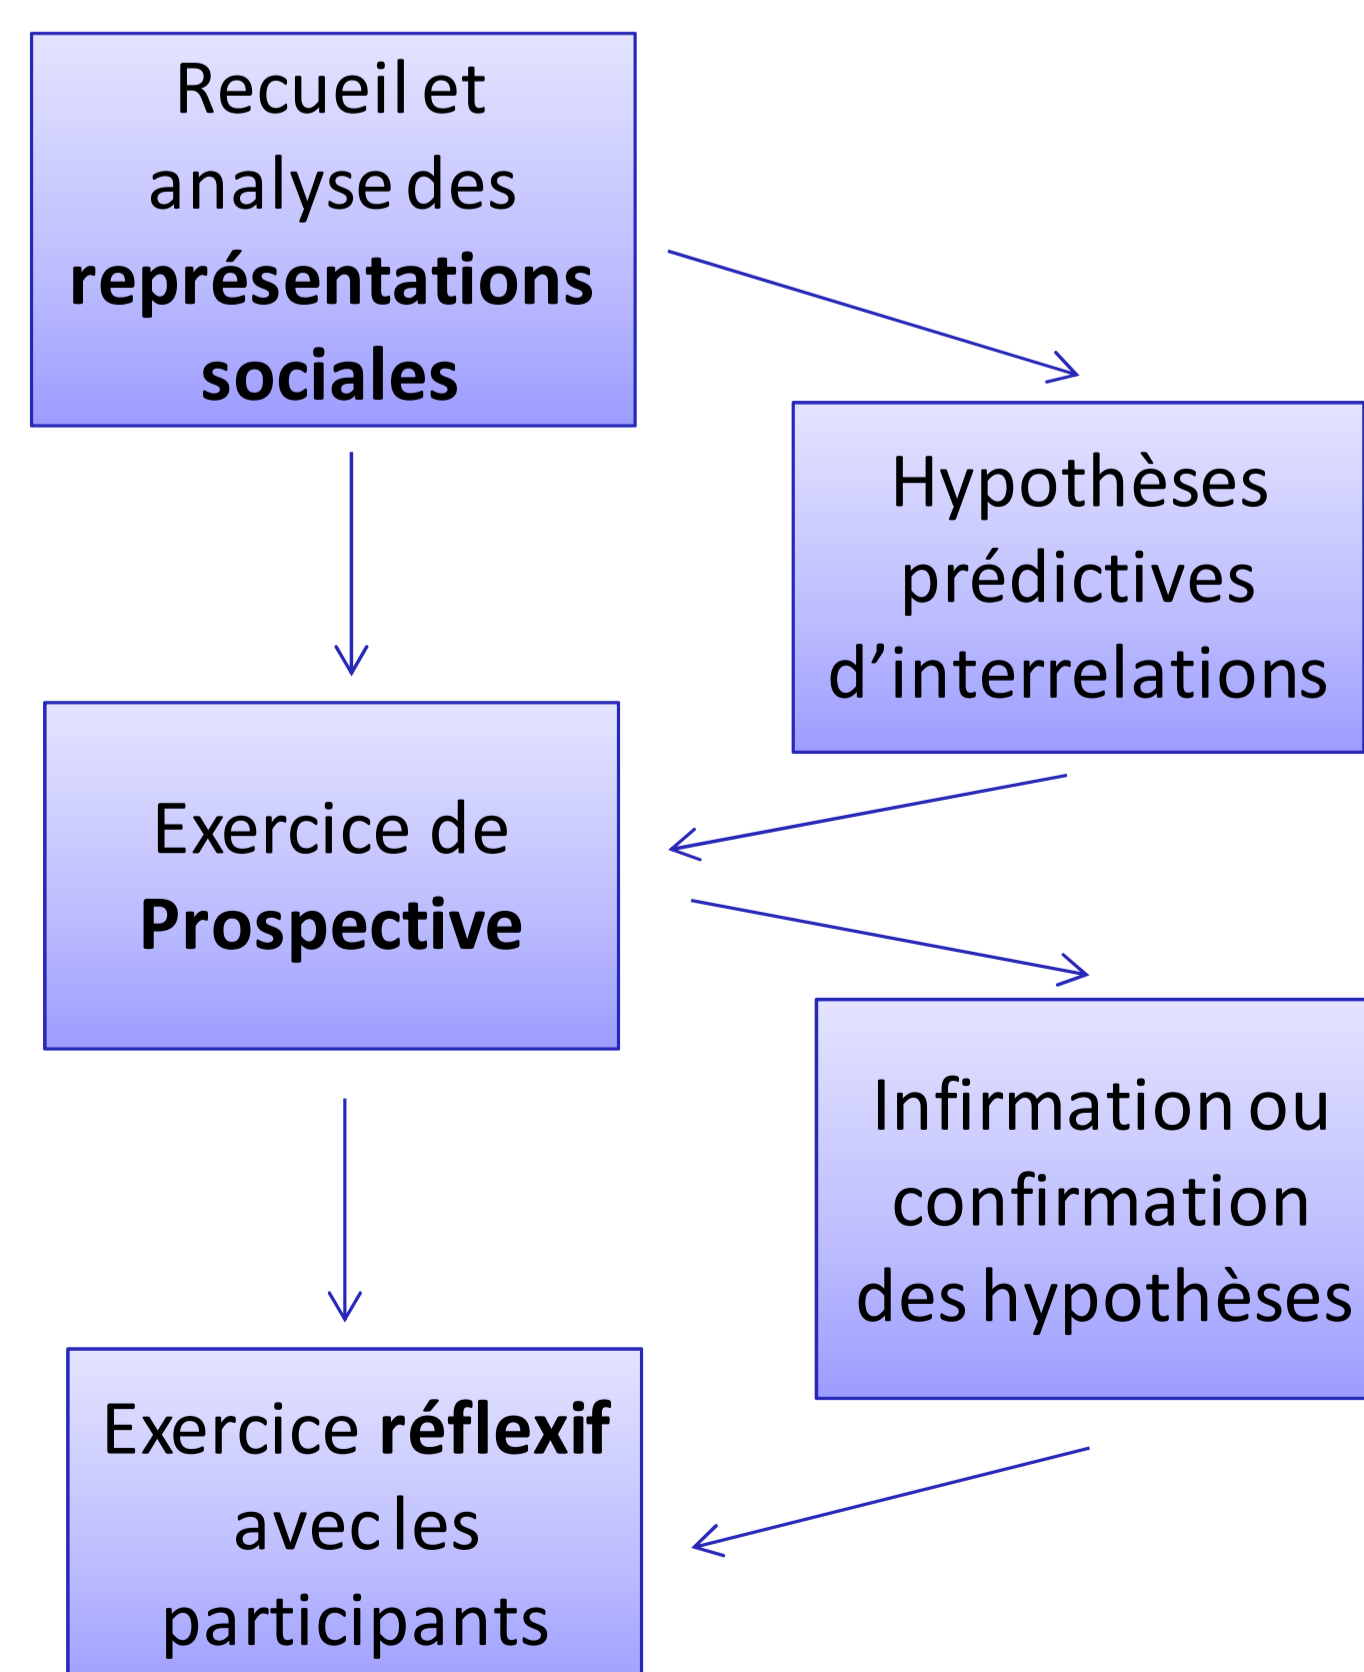 Recueil et
analyse des
représentations
sociales
Hypothèses
prédictives
d’interrelations
Exercice de
Prospective
Infirmation ou
confirmation
des hypothèses
Exercice réflexif
avec les
participants